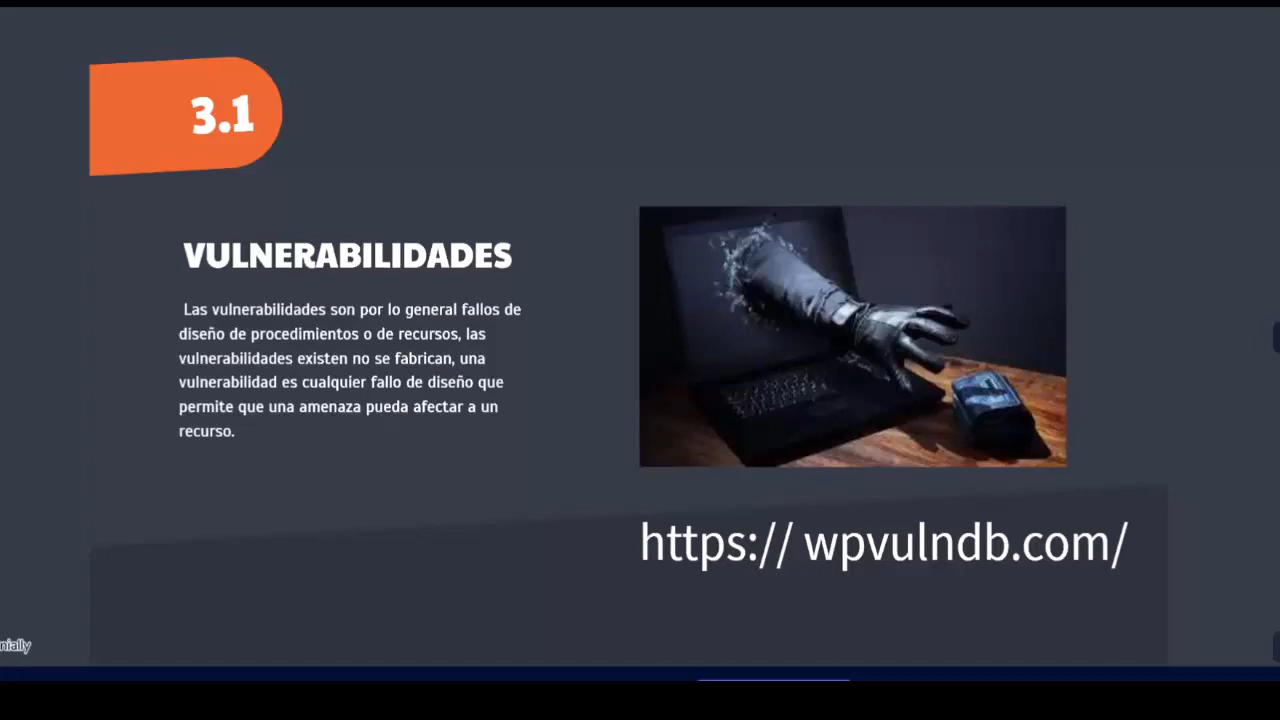 3.1
VULNERABILIDADES
Las vulnerabilidades son por lo general fallos de
diseño de procedimientos o de recursos, las
vulnerabilidades existen no se fabrican, una
vulnerabilidad es cualquier fallo de diseño que
permite que una amenaza pueda afectar a un
recurso.
https:// wpvulndb.com/
nially